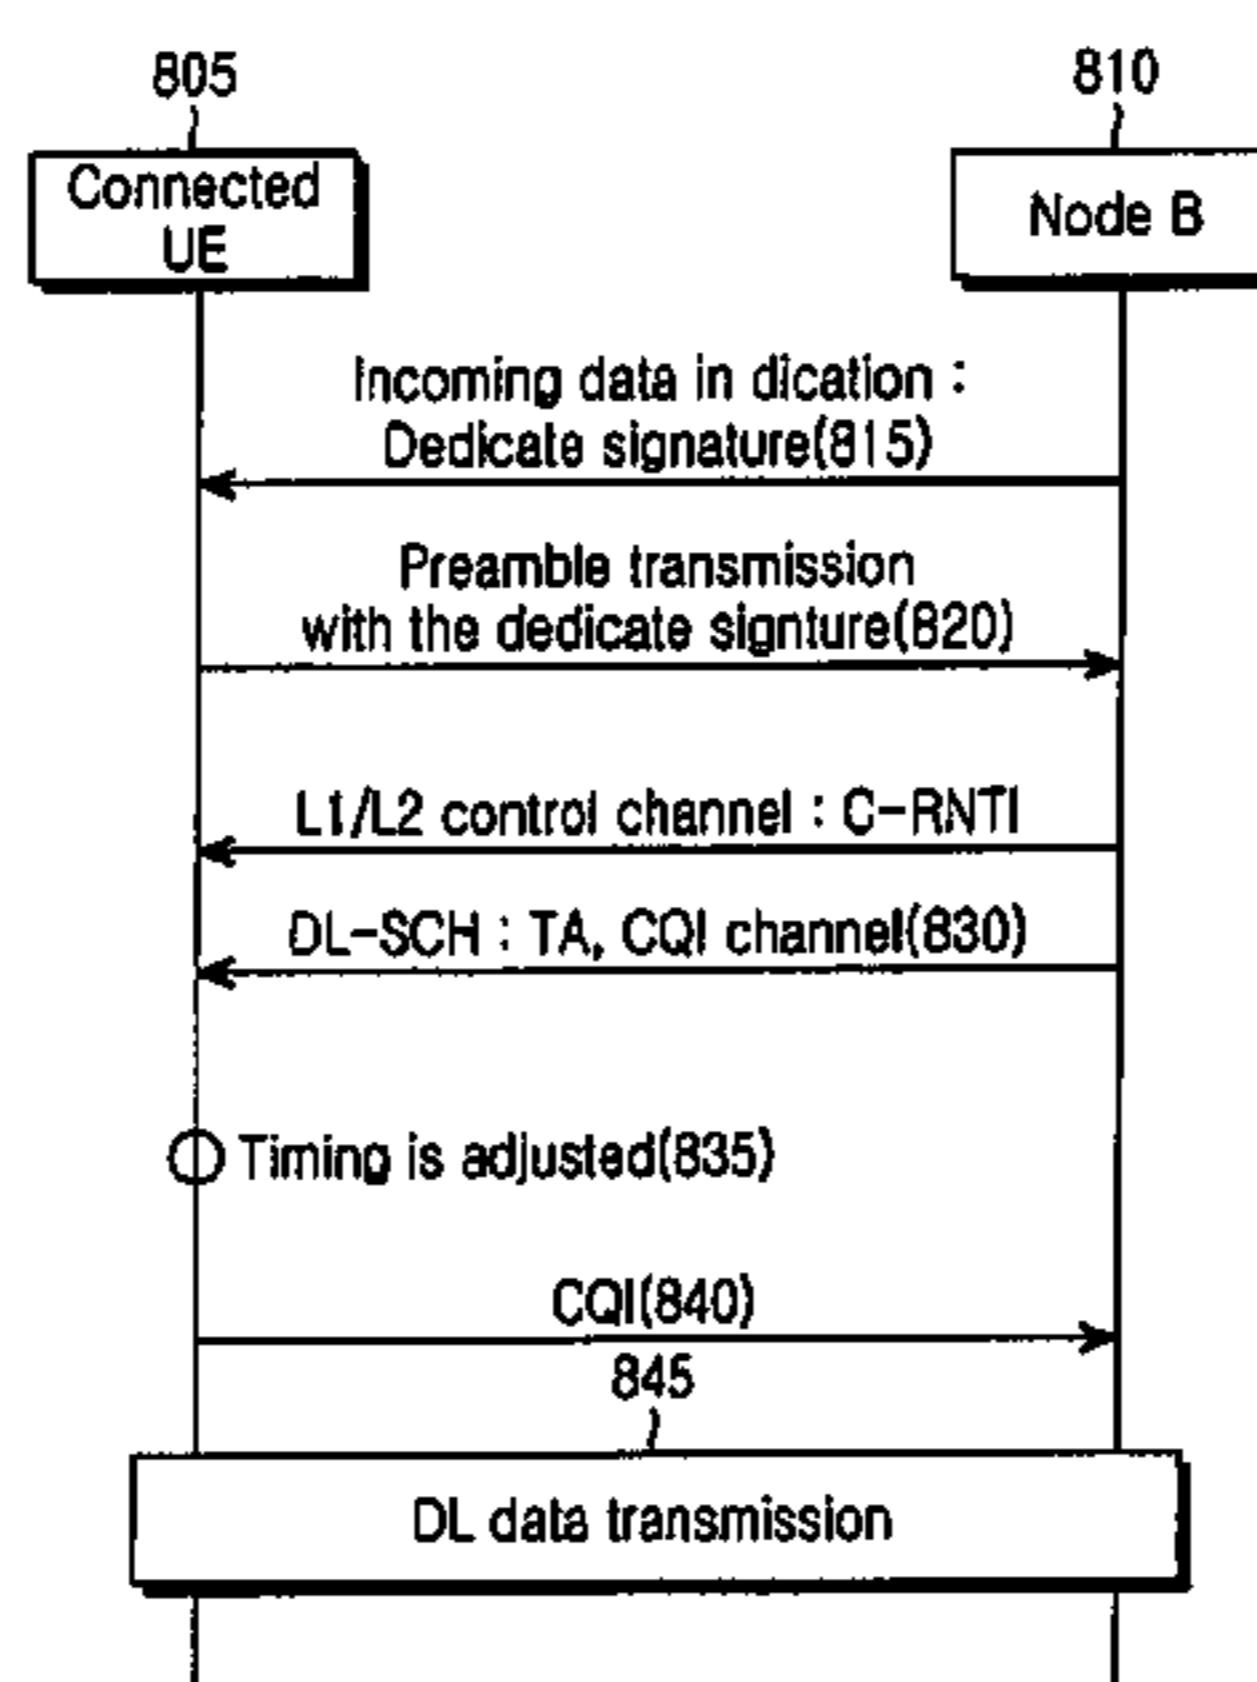 805
810
Connected
UE
Node B
Incoming data in dication :
Dedicate signature(815)
Preamble transmission
with the dedicate signture(820)
L1/L2 control channel : C-RNTI
DL-SCH : TA, CQI channel(830)
Timing is adjusted(835)
CQI(840)
845
DL data transmission